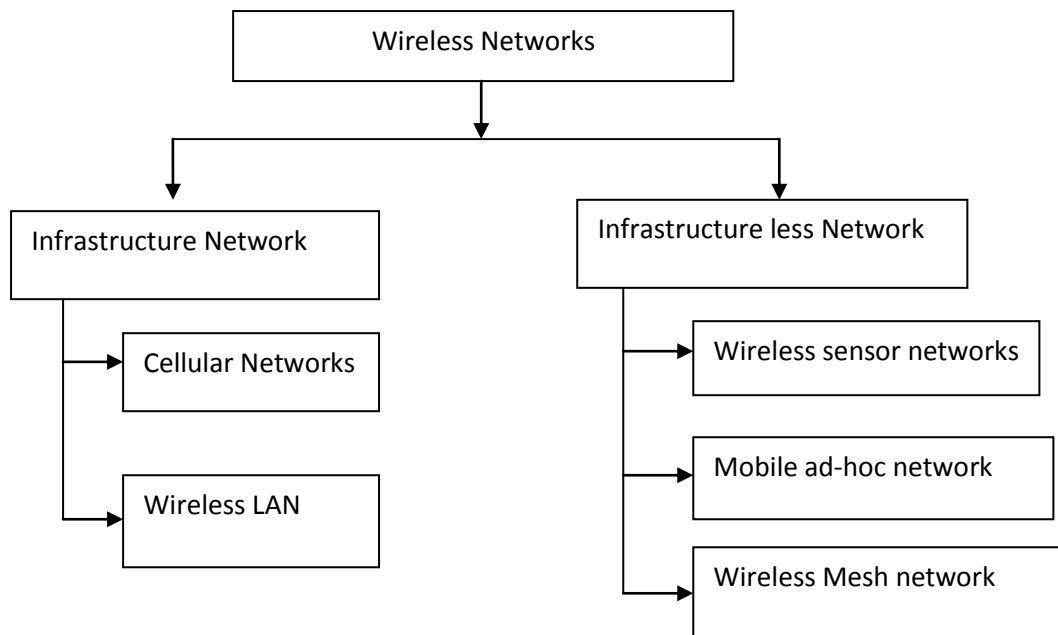 Wireless Networks
Infrastructure Network
Cellular Networks
Wireless LAN
Infrastructure less Network
Wireless sensor networks
Mobile ad-hoc network
Wireless Mesh network